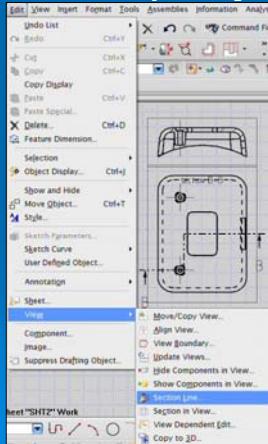 Edit View Insert Format Tools Assemblies Information Analys
Undo List
Redo Ctrl+Y
Command Fi
Cut Ctrl+X
Copy Ctrl+C
Copy Display
Paste Ctrl+V
Paste Special...
Delete... Ctrl+D
Feature Dimension...
Selection
Object Display... Ctrl+J
Show and Hide
Move Object... Ctrl+T
Style...
Sketch Parameters...
Sketch Curve
User Defined Object...
Annotation
Sheet...
View
Component...
Image...
Suppress Drafting Object...
Move/Copy View...
Align View...
View Boundary...
Update Views...
Hide Components in View...
Show Components in View...
Section Line...
Section in View...
View Dependent Edit...
Copy to 3D...
heet "SHT2" Work